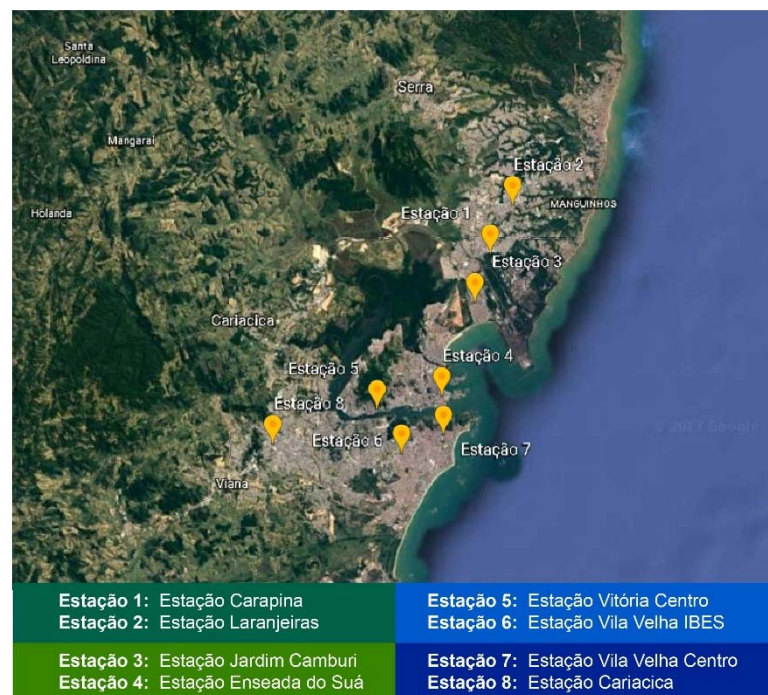 Santa
Leopoldina
Serra
Mangaraí
Estação 2
Holanda
MANGUINHOS
Estação 1
Estação 3
Cariacica
Estação 4
Estação 5
Estação 8
Estação 6
Estação 7
Viana
© 2017 Google
Estação 1: Estação Carapina
Estação 2: Estação Laranjeiras
Estação 5: Estação Vitória Centro
Estação 6: Estação Vila Velha IBES
Estação 3: Estação Jardim Camburi
Estação 4: Estação Enseada do Suá
Estação 7: Estação Vila Velha Centro
Estação 8: Estação Cariacica